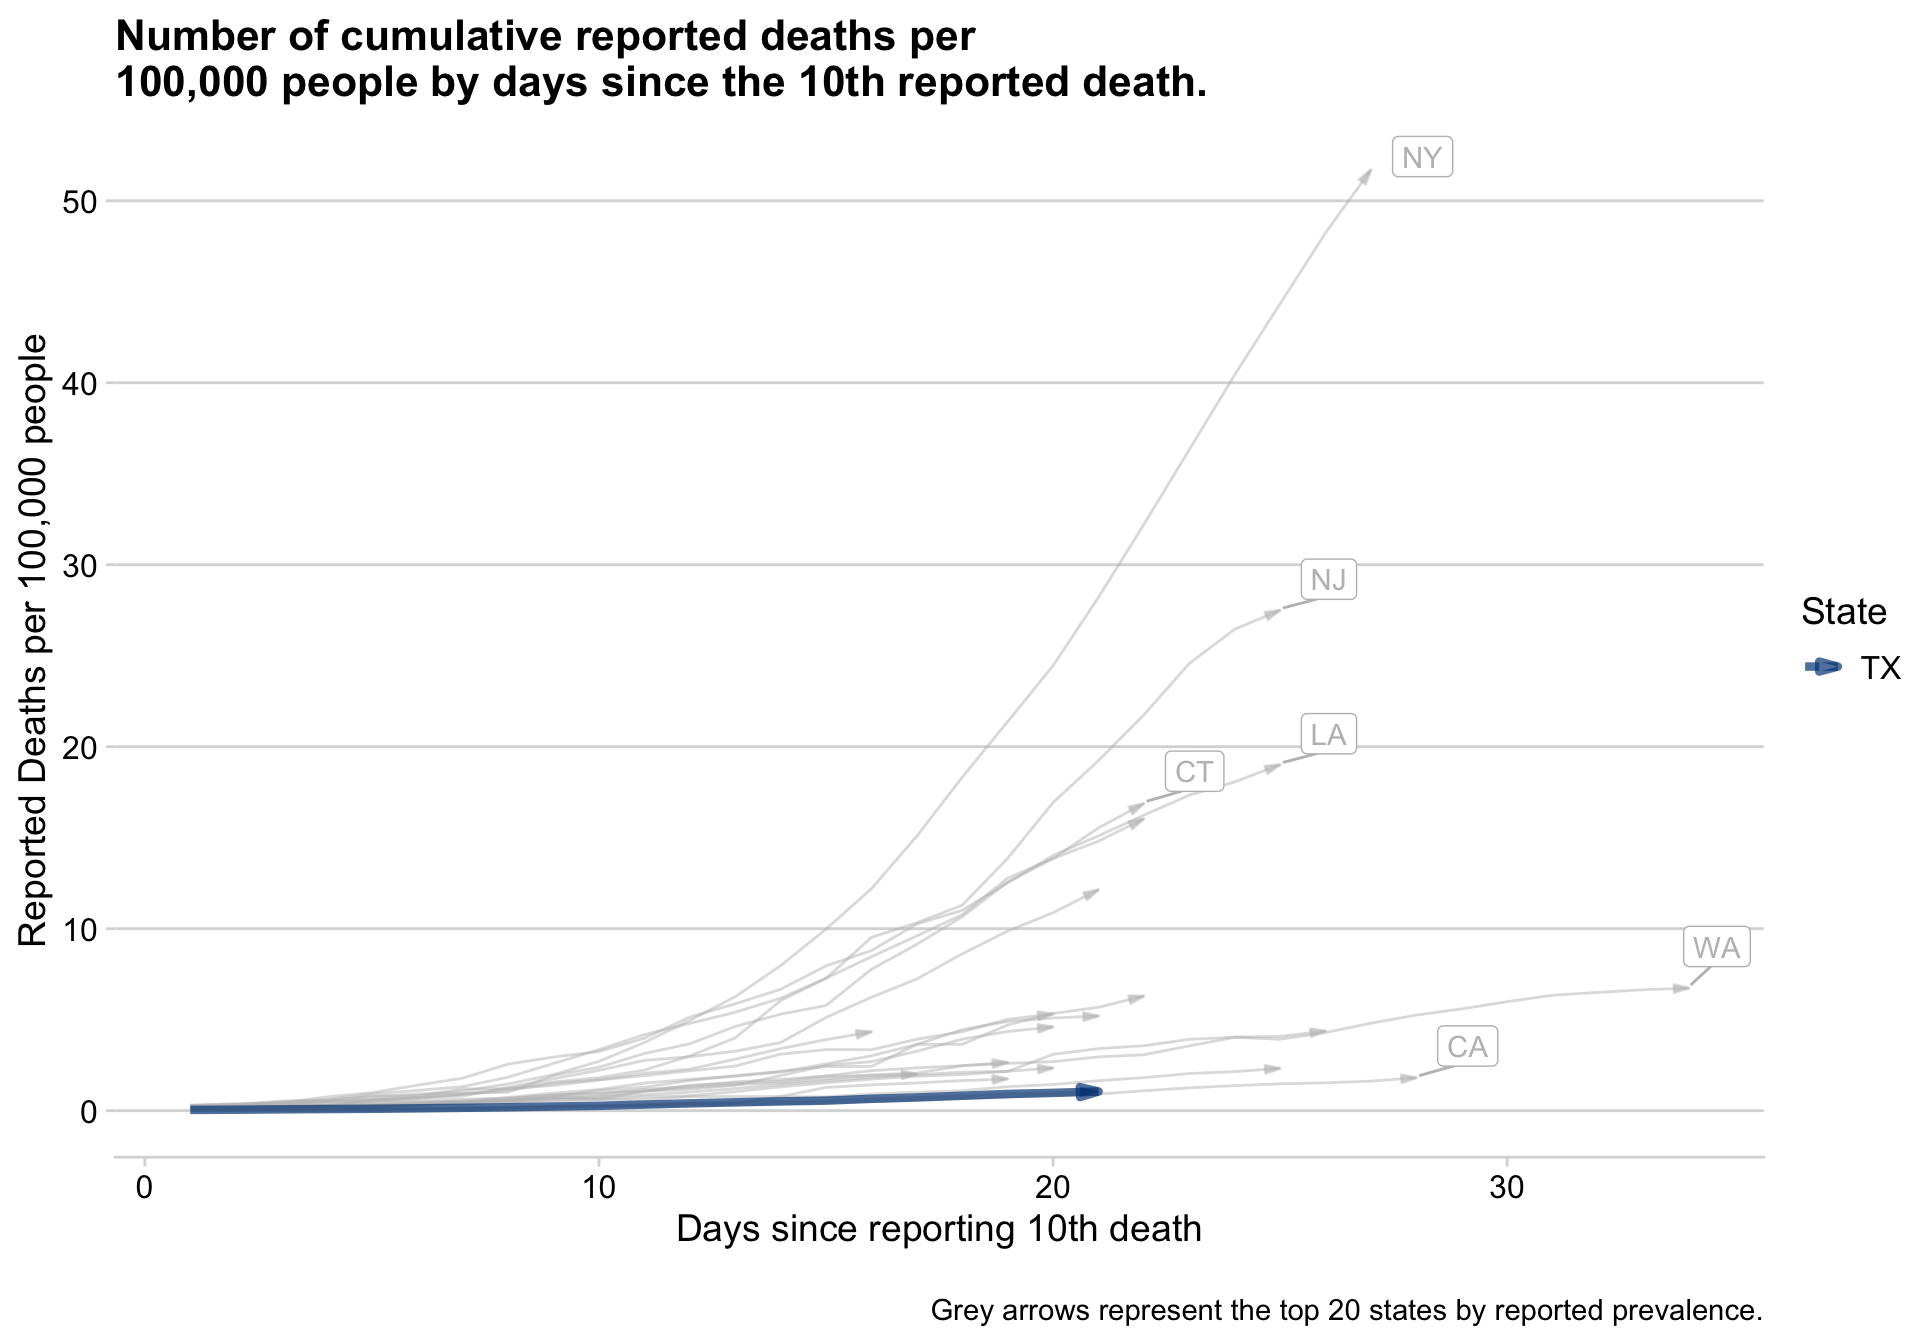 Number of cumulative reported deaths per
100,000 people by days since the 10th reported death.
Reported Deaths per 100,000 people
50
40
30
20
10
0
NY
NJ
LA
CT
WA
CA
State
TX
0
10
20
30
Days since reporting 10th death
Grey arrows represent the top 20 states by reported prevalence.